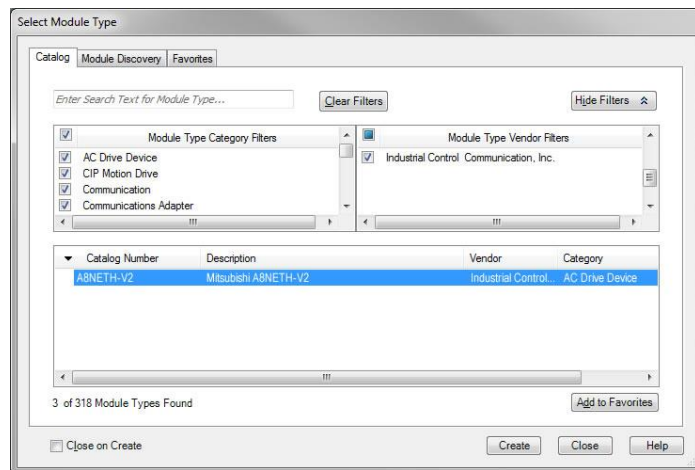 Select Module Type
Catalog Module Discovery Favorites
Enter Search Text for Module Type... Clear Filters Hide Filters
Module Type Category Filters Module Type Vendor Filters
AC Drive Device Industrial Control Communication, Inc.
CIP Motion Drive
Communication
Communications Adapter
Catalog Number Description Vendor Category
A8NETH-V2 Mitsubishi A8NETH-V2 Industrial Control... AC Drive Device
3 of 318 Module Types Found Add to Favorites
Close on Create Create Close Help